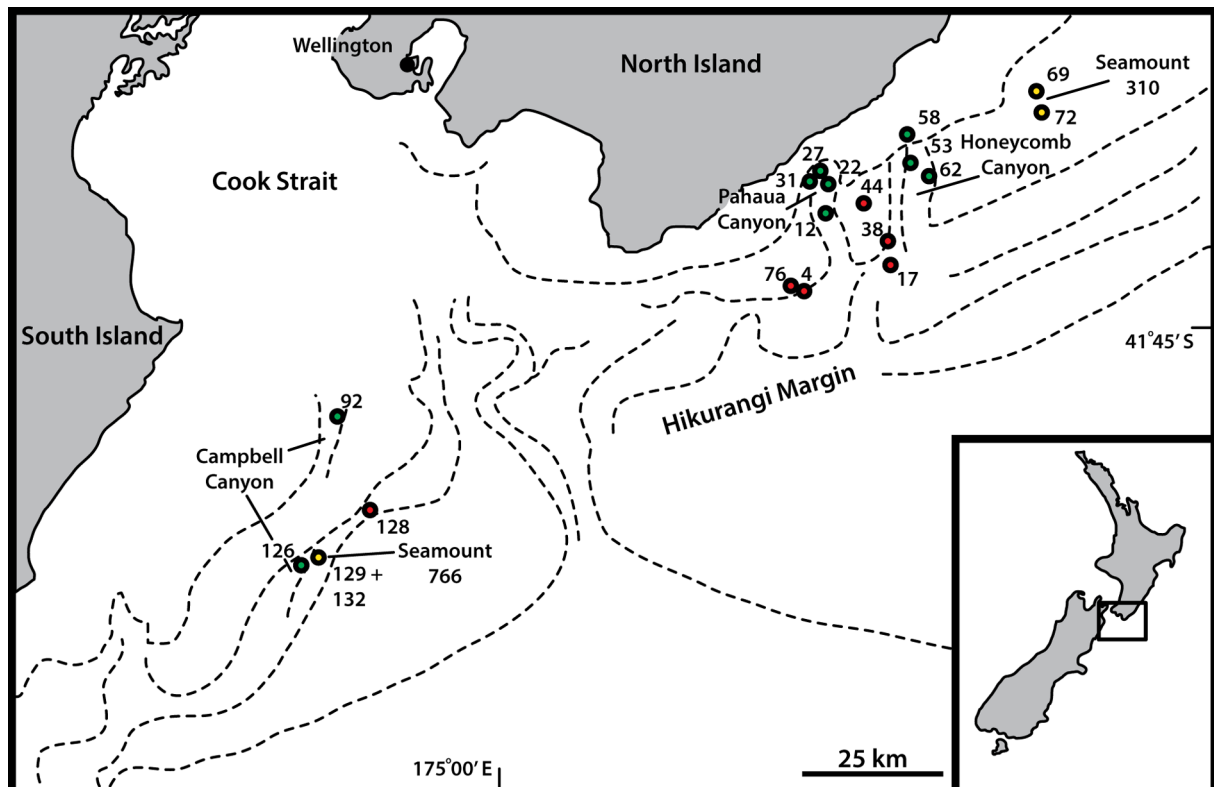 Wellington
North Island
69
Seamount
310
72
58
53
Honeycomb
Canyon
62
27
22
31
44
Pahaua
Canyon
12
38
17
76
4
Cook Strait
South Island
41°45' S
Hikurangi Margin
92
Campbell
Canyon
128
126
Seamount
766
129 +
132
25 km
175°00' E